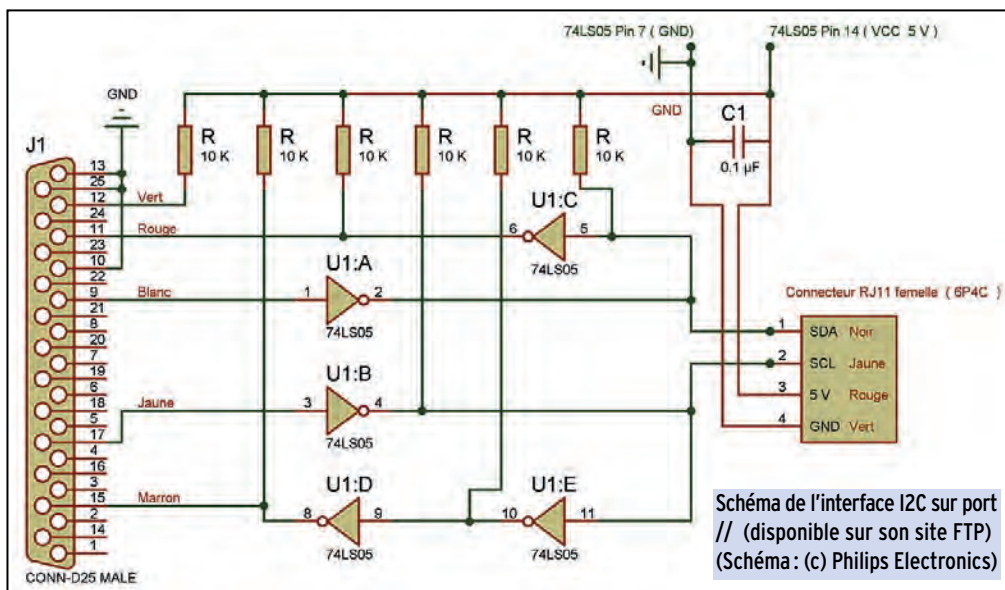 74LS05 Pin 7 ( GND)
74LS05 Pin 14 ( VCC 5 V )
GND
GND
C1
0.1 µF
J1
R
10 K
R
10 K
R
10 K
R
10 K
R
10 K
R
10 K
13
25
12
24
11
23
10
22
9
21
8
20
7
19
6
18
5
17
4
16
3
15
2
14
1
CONN-D25 MALE
Vert
Rouge
Blanc
Jaune
Marron
U1:C
6
5
74LS05
U1:A
1
2
74LS05
U1:B
3
4
74LS05
U1:D
8
9
74LS05
U1:E
10
11
74LS05
Connecteur RJ11 femelle ( 6P4C )
1 SDA Noir
2 SCL Jaune
3 5 V Rouge
4 GND Vert
Schéma de l'interface I2C sur port
// (disponible sur son site FTP)
(Schéma : (c) Philips Electronics)